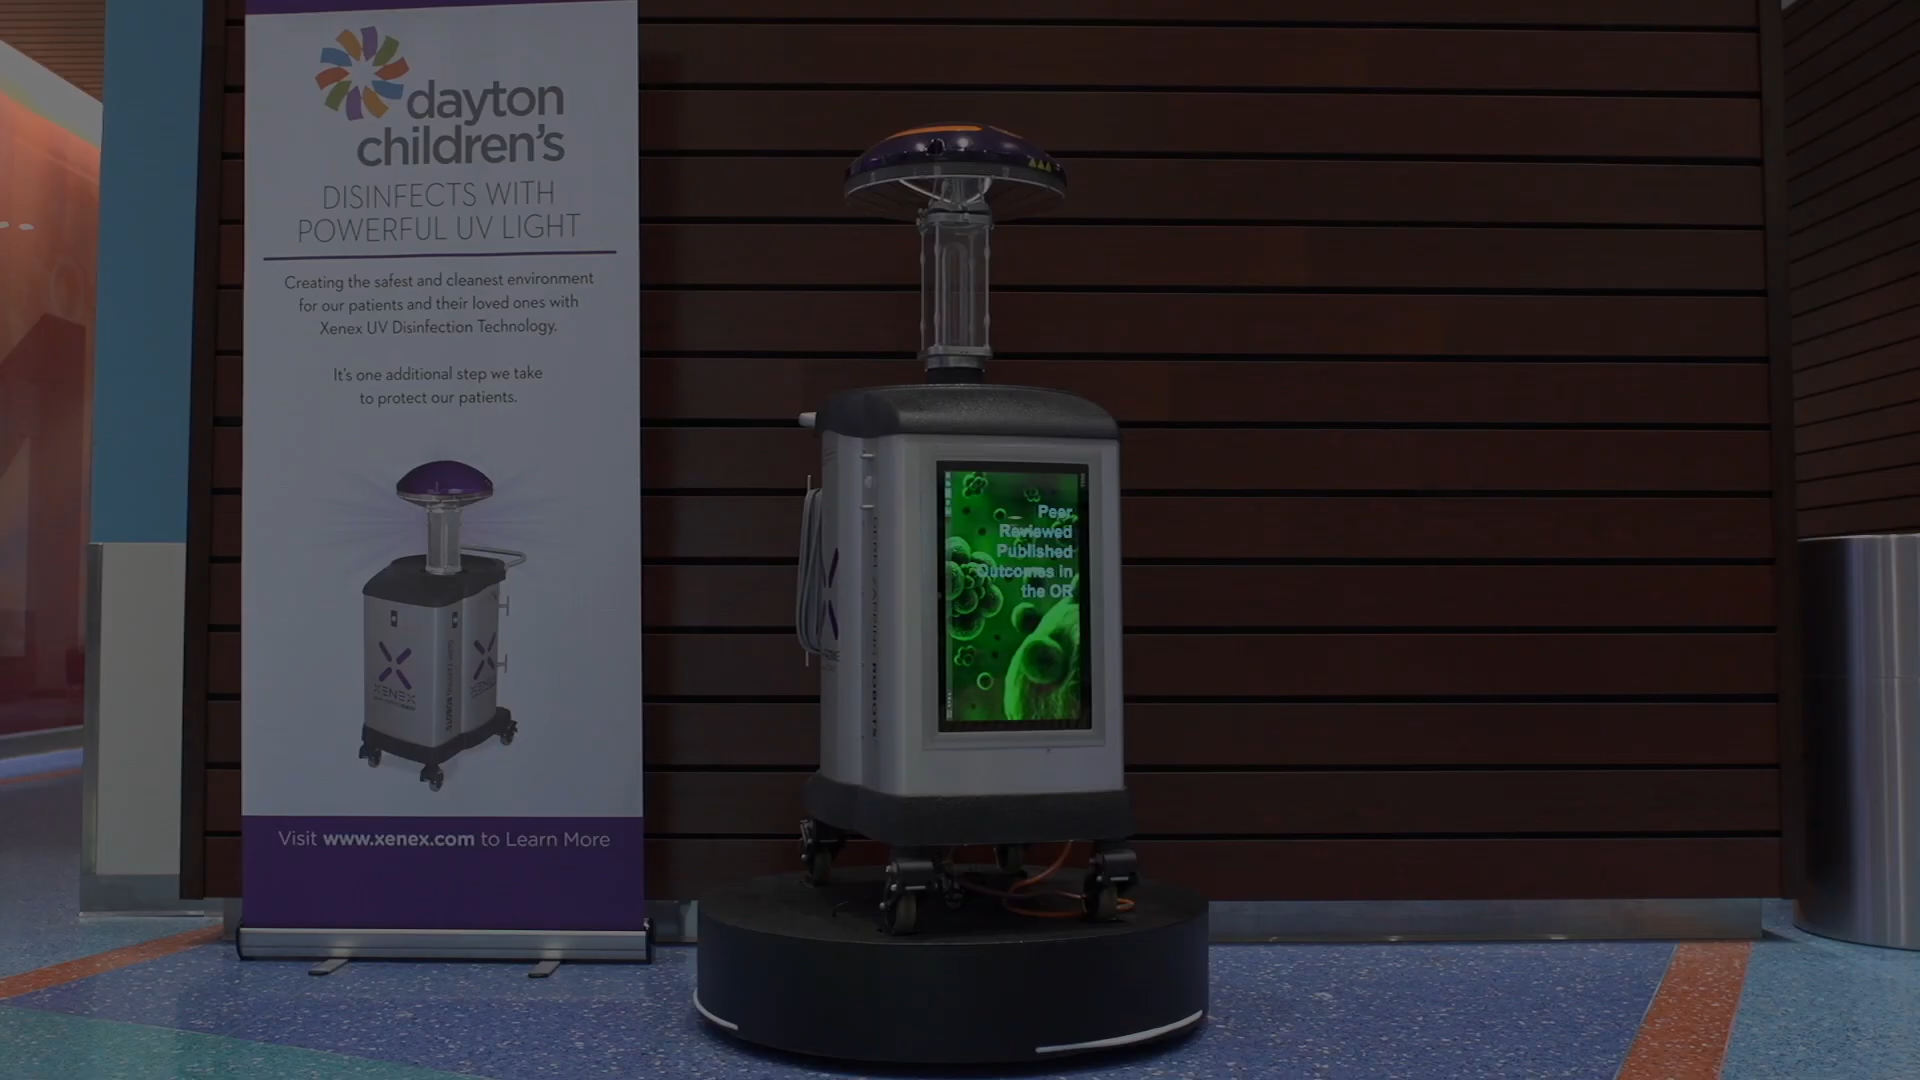 dayton
children's
DISINFECTS WITH
POWERFUL UV LIGHT
Creating the safest and cleanest environment
for our patients and their loved ones with
Xenex UV Disinfection Technology.
It's one additional step we take
to protect our patients.
XENEX
Visit www.xenex.com to Learn More
Peer
Reviewed
Published
Outcomes in
the OR